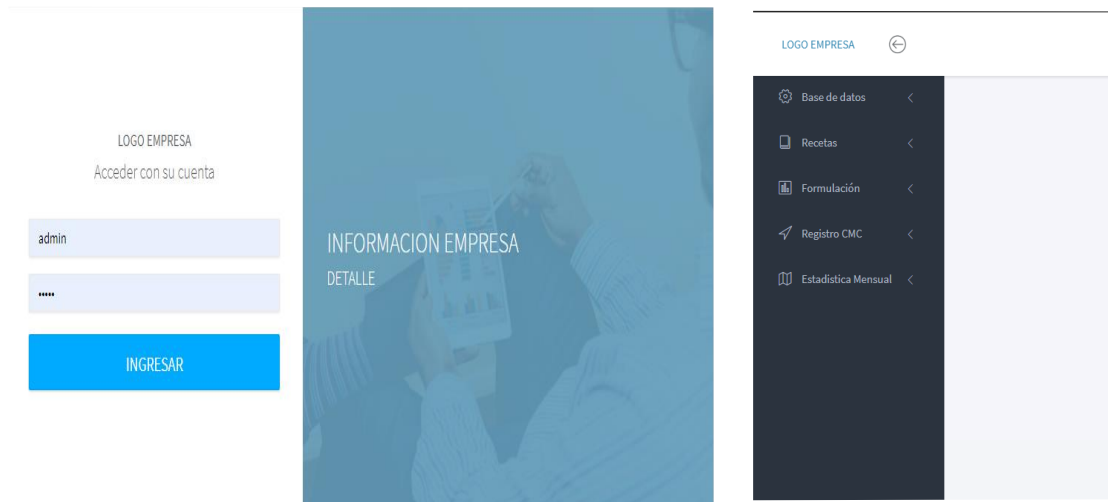 LOGO EMPRESA
Acceder con su cuenta
admin
•••••
INGRESAR
INFORMACION EMPRESA
DETALLE
LOGO EMPRESA
Base de datos
Recetas
Formulación
Registro CMC
Estadistica Mensual